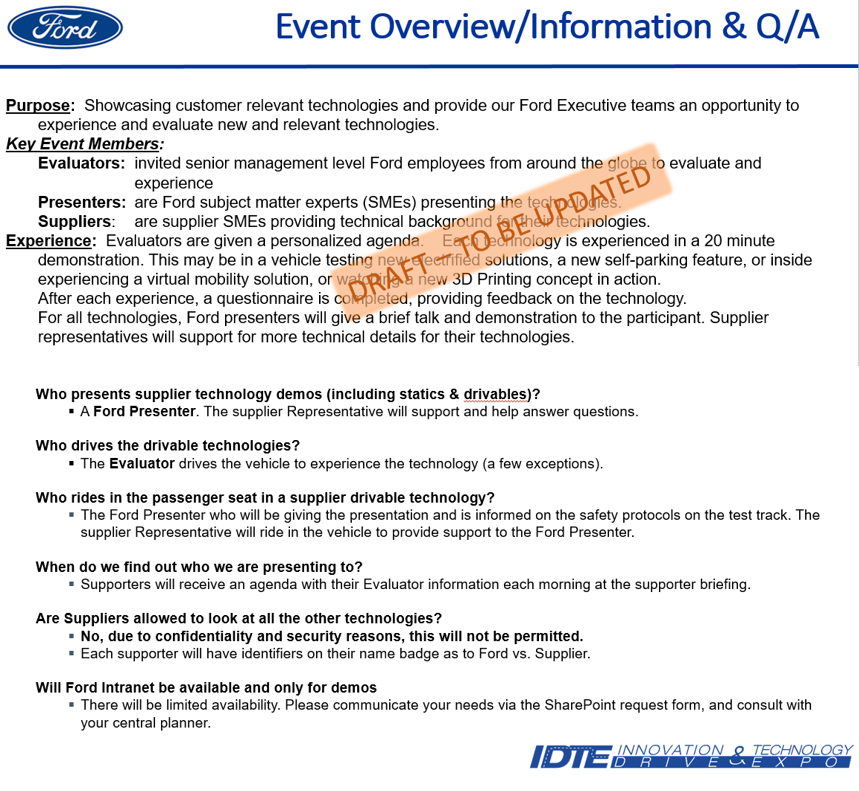 Ford
Event Overview/Information & Q/A
Purpose: Showcasing customer relevant technologies and provide our Ford Executive teams an opportunity to
experience and evaluate new and relevant technologies.
Key Event Members:
Evaluators: invited senior management level Ford employees from around the globe to evaluate and
experience
Presenters: are Ford subject matter experts (SMEs) presenting the technologies.
Suppliers: are supplier SMEs providing technical background for their technologies.
Experience: Evaluators are given a personalized agenda. Each technology is experienced in a 20 minute
demonstration. This may be in a vehicle testing new electrified solutions, a new self-parking feature, or inside
experiencing a virtual mobility solution, or watching a new 3D Printing concept in action.
After each experience, a questionnaire is completed, providing feedback on the technology.
For all technologies, Ford presenters will give a brief talk and demonstration to the participant. Supplier
representatives will support for more technical details for their technologies.
DRAFT – TO BE UPDATED
Who presents supplier technology demos (including statics & drivables)?
▪ A Ford Presenter. The supplier Representative will support and help answer questions.
Who drives the drivable technologies?
▪ The Evaluator drives the vehicle to experience the technology (a few exceptions).
Who rides in the passenger seat in a supplier drivable technology?
▪ The Ford Presenter who will be giving the presentation and is informed on the safety protocols on the test track. The
supplier Representative will ride in the vehicle to provide support to the Ford Presenter.
When do we find out who we are presenting to?
▪ Supporters will receive an agenda with their Evaluator information each morning at the supporter briefing.
Are Suppliers allowed to look at all the other technologies?
▪ No, due to confidentiality and security reasons, this will not be permitted.
▪ Each supporter will have identifiers on their name badge as to Ford vs. Supplier.
Will Ford Intranet be available and only for demos
▪ There will be limited availability. Please communicate your needs via the SharePoint request form, and consult with
your central planner.
IDTE INNOVATION & TECHNOLOGY
DRIVE EXPO